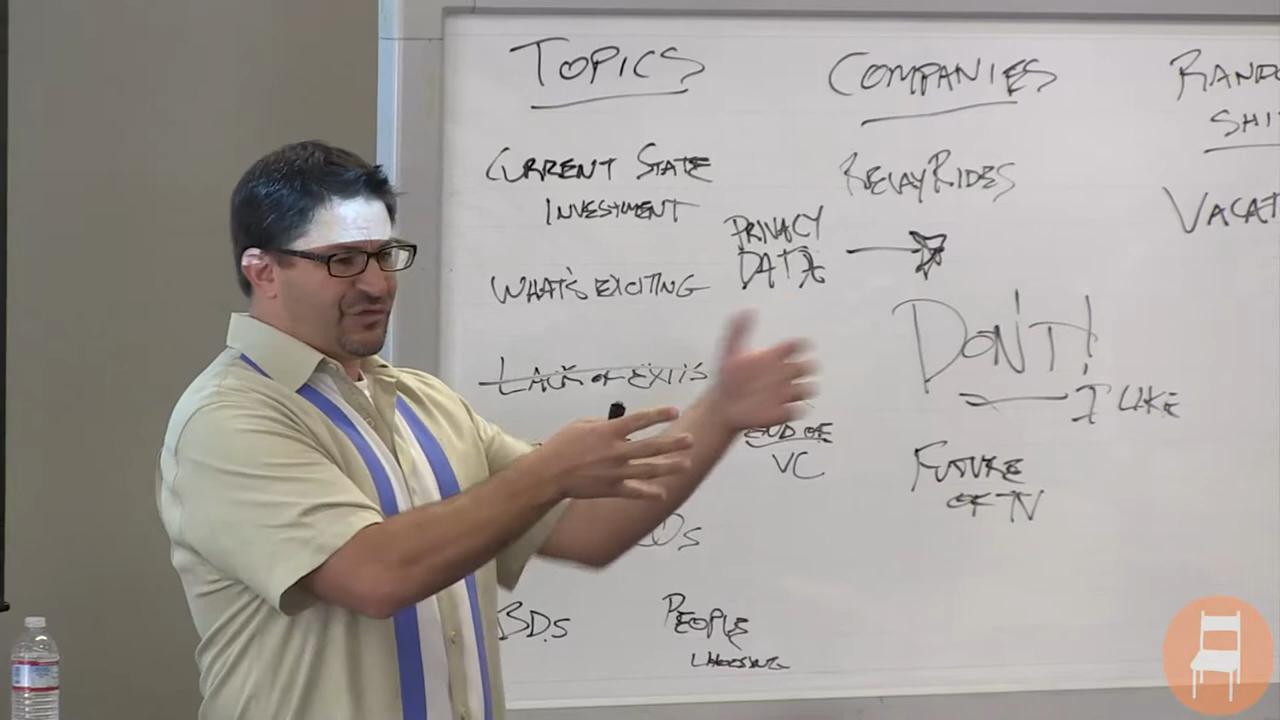 TOPICS
CURRENT STATE
INVESTMENT
WHAT'S EXCITING
LACK OF EXITS
BDs
PEOPLE
PRIVACY
DATA
END OF
VC
COMPANIES
RELAYRIDES
DON'T!
I LIKE
FUTURE
OF TV